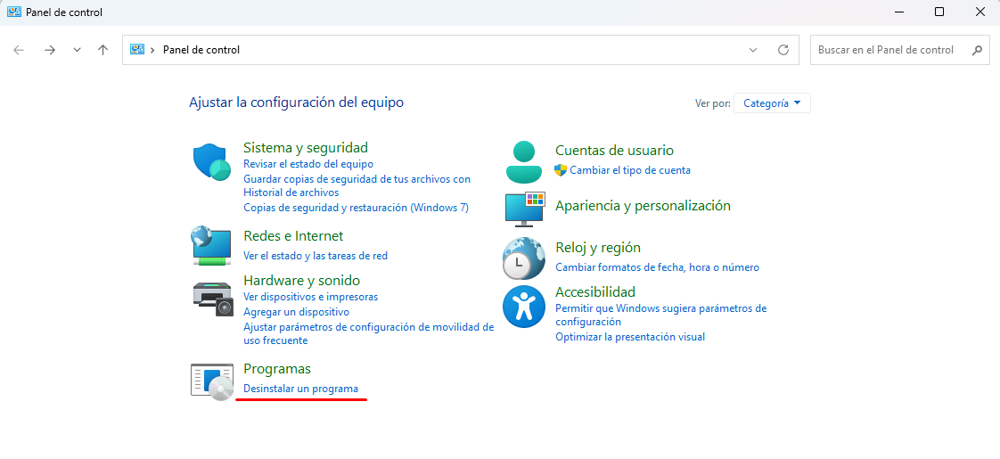 Panel de control
Panel de control
Buscar en el Panel de control
Ajustar la configuración del equipo
Ver por:
Categoría
Sistema y seguridad
Revisar el estado del equipo
Guardar copias de seguridad de tus archivos con
Historial de archivos
Copias de seguridad y restauración (Windows 7)
Redes e Internet
Ver el estado y las tareas de red
Hardware y sonido
Ver dispositivos e impresoras
Agregar un dispositivo
Ajustar parámetros de configuración de movilidad de
uso frecuente
Programas
Desinstalar un programa
Cuentas de usuario
Cambiar el tipo de cuenta
Apariencia y personalización
Reloj y región
Cambiar formatos de fecha, hora o número
Accesibilidad
Permitir que Windows sugiera parámetros de
configuración
Optimizar la presentación visual